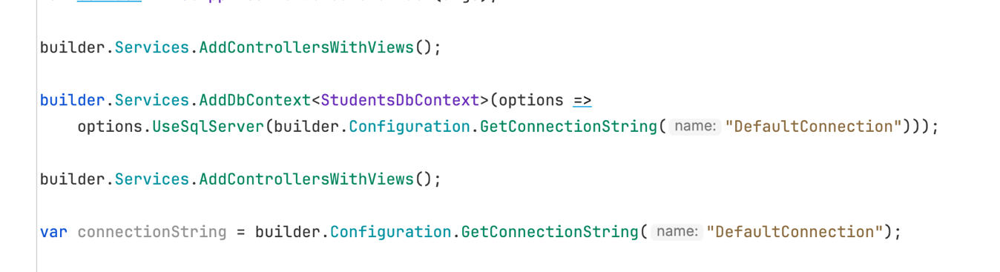 builder.Services.AddControllersWithViews();
builder.Services.AddDbContext<StudentsDbContext>(options =>
options.UseSqlServer(builder.Configuration.GetConnectionString( name: "DefaultConnection")));
builder.Services.AddControllersWithViews();
var connectionString = builder.Configuration.GetConnectionString( name: "DefaultConnection");